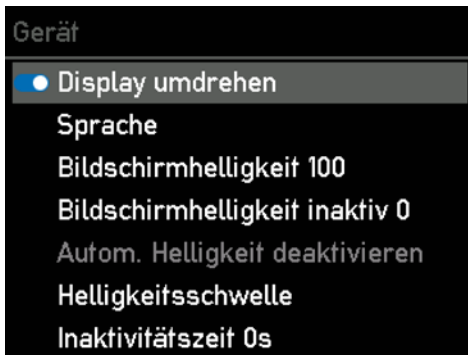 Gerät
Display umdrehen
Sprache
Bildschirmhelligkeit 100
Bildschirmhelligkeit inaktiv 0
Autom. Helligkeit deaktivieren
Helligkeitsschwelle
Inaktivitätszeit 0s